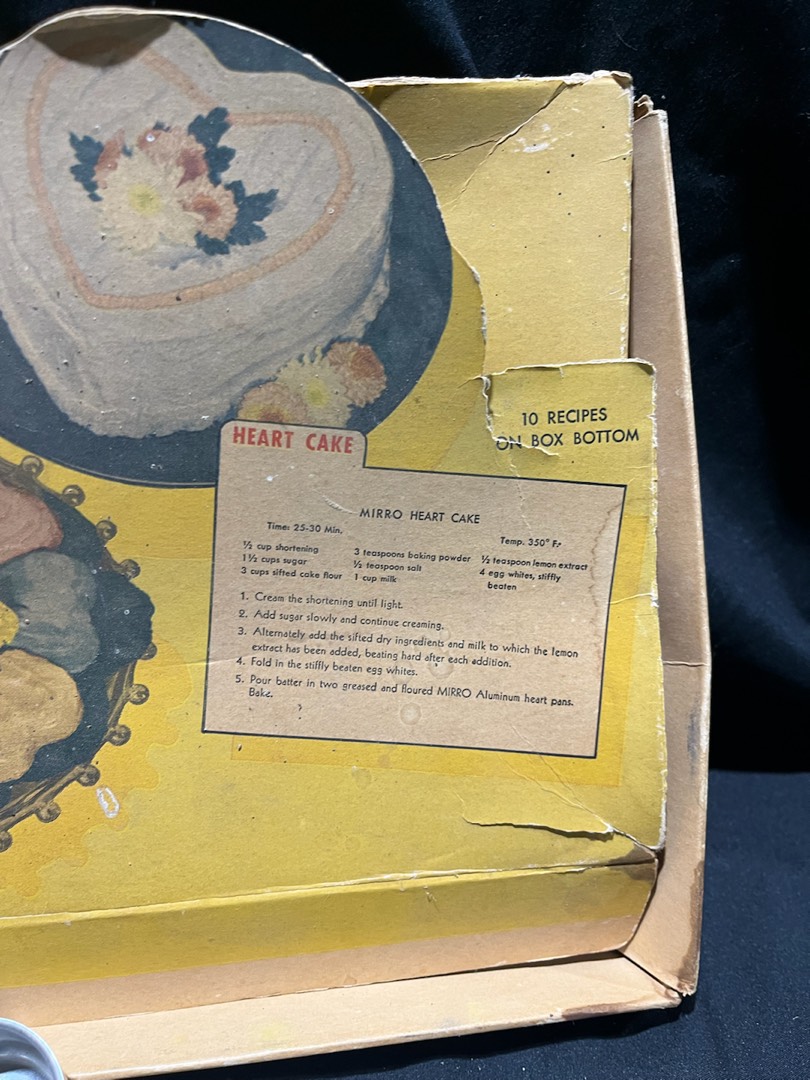 10 RECIPES
ON BOX BOTTOM
HEART CAKE
MIRRO HEART CAKE
Time: 25-30 Min.
Temp. 350° F.
½ cup shortening
1½ cups sugar
3 cups sifted cake flour
3 teaspoons baking powder
½ teaspoon salt
1 cup milk
½ teaspoon lemon extract
4 egg whites, stiffly
beaten
1. Cream the shortening until light.
2. Add sugar slowly and continue creaming.
3. Alternately add the sifted dry ingredients and milk to which the lemon
extract has been added, beating hard after each addition.
4. Fold in the stiffly beaten egg whites.
5. Pour batter in two greased and floured MIRRO Aluminum heart pans.
Bake.